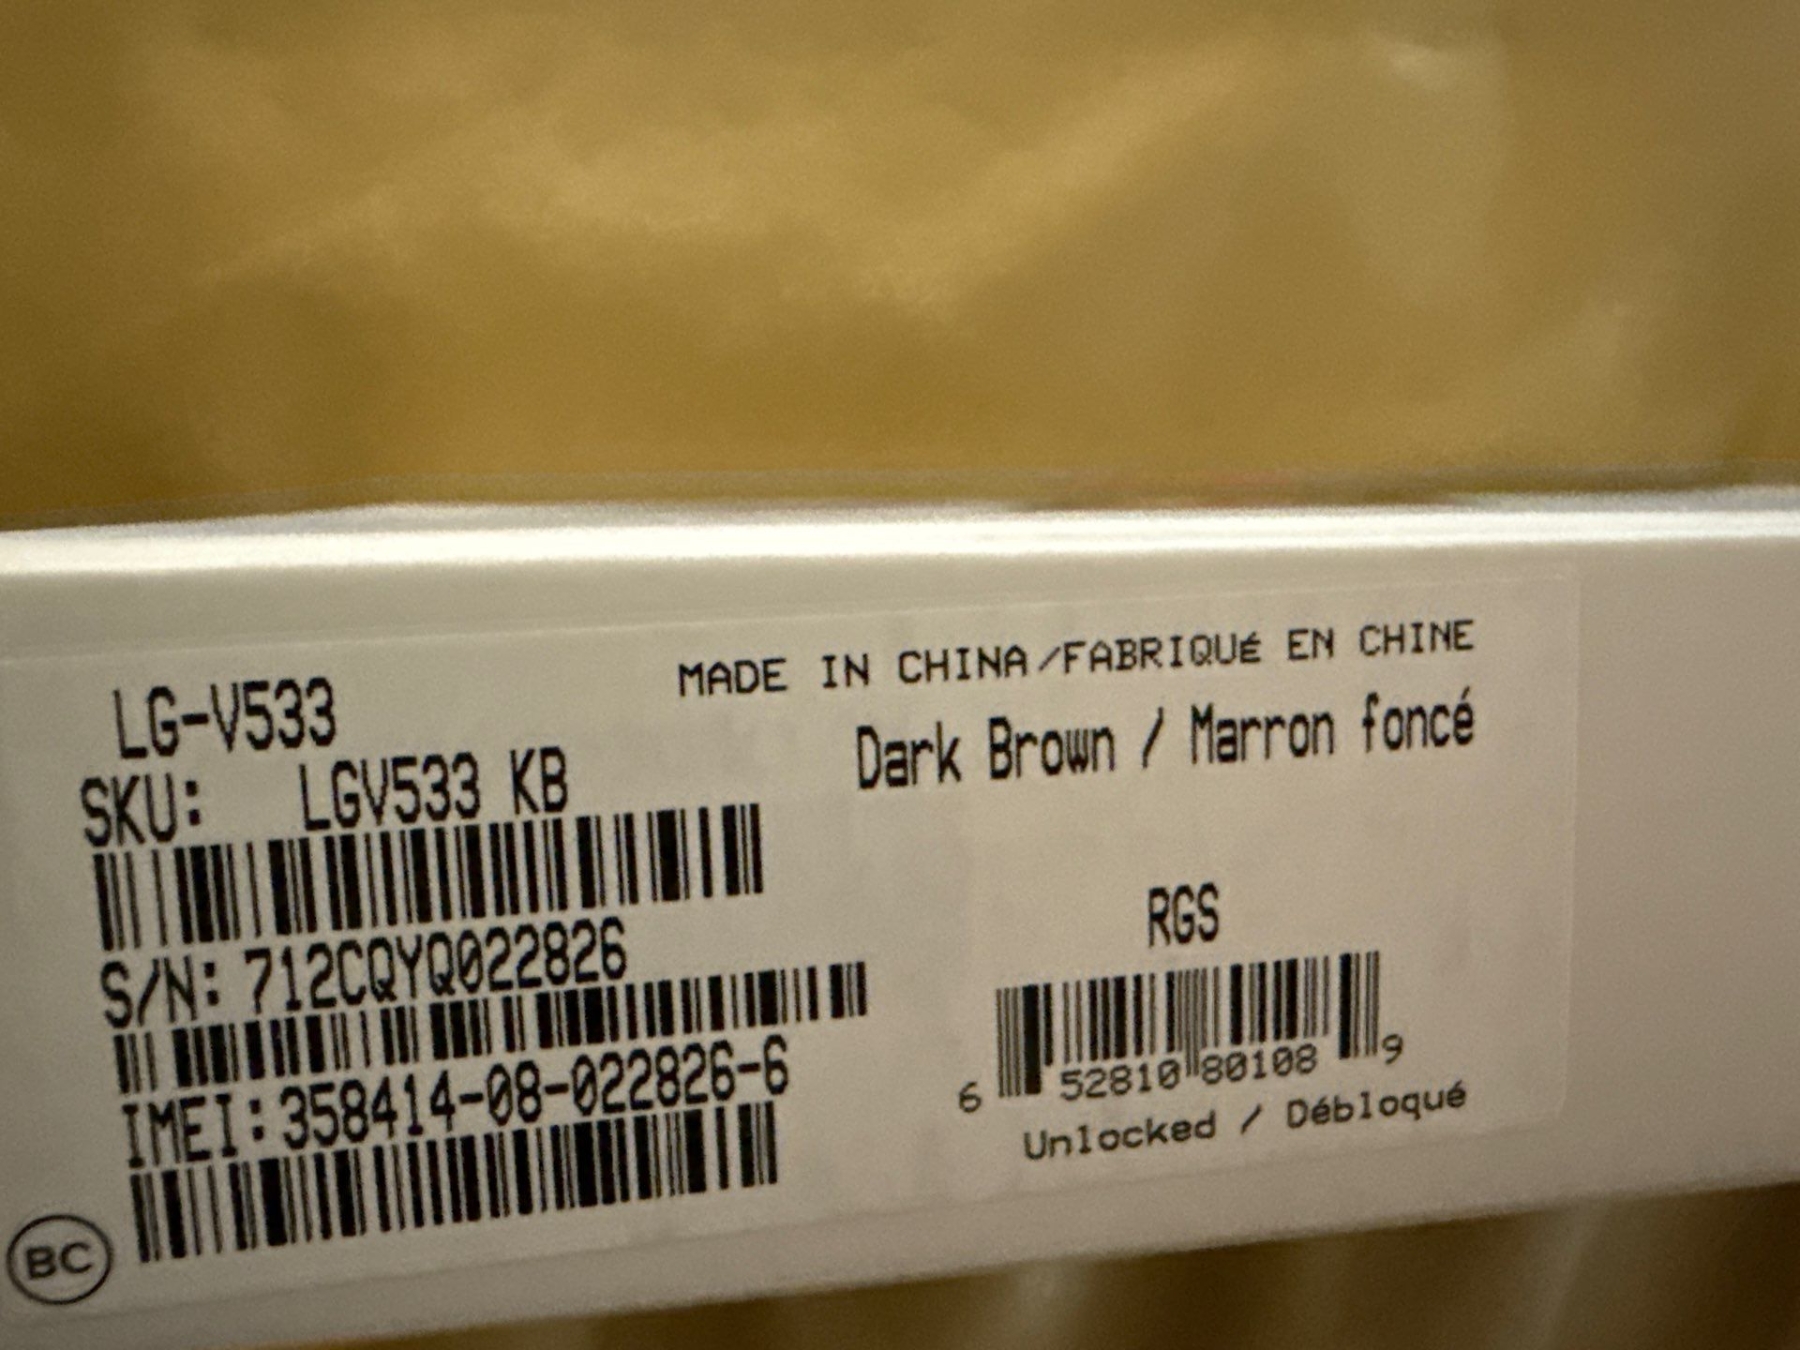 LG-V533
MADE IN CHINA/FABRIQUÉ EN CHINE
SKU: LGV533 KB
Dark Brown / Marron foncé
S/N: 712CQYQ022826
RGS
IMEI: 358414-08-022826-6
6 52810 80108 9
Unlocked / Débloqué
BC